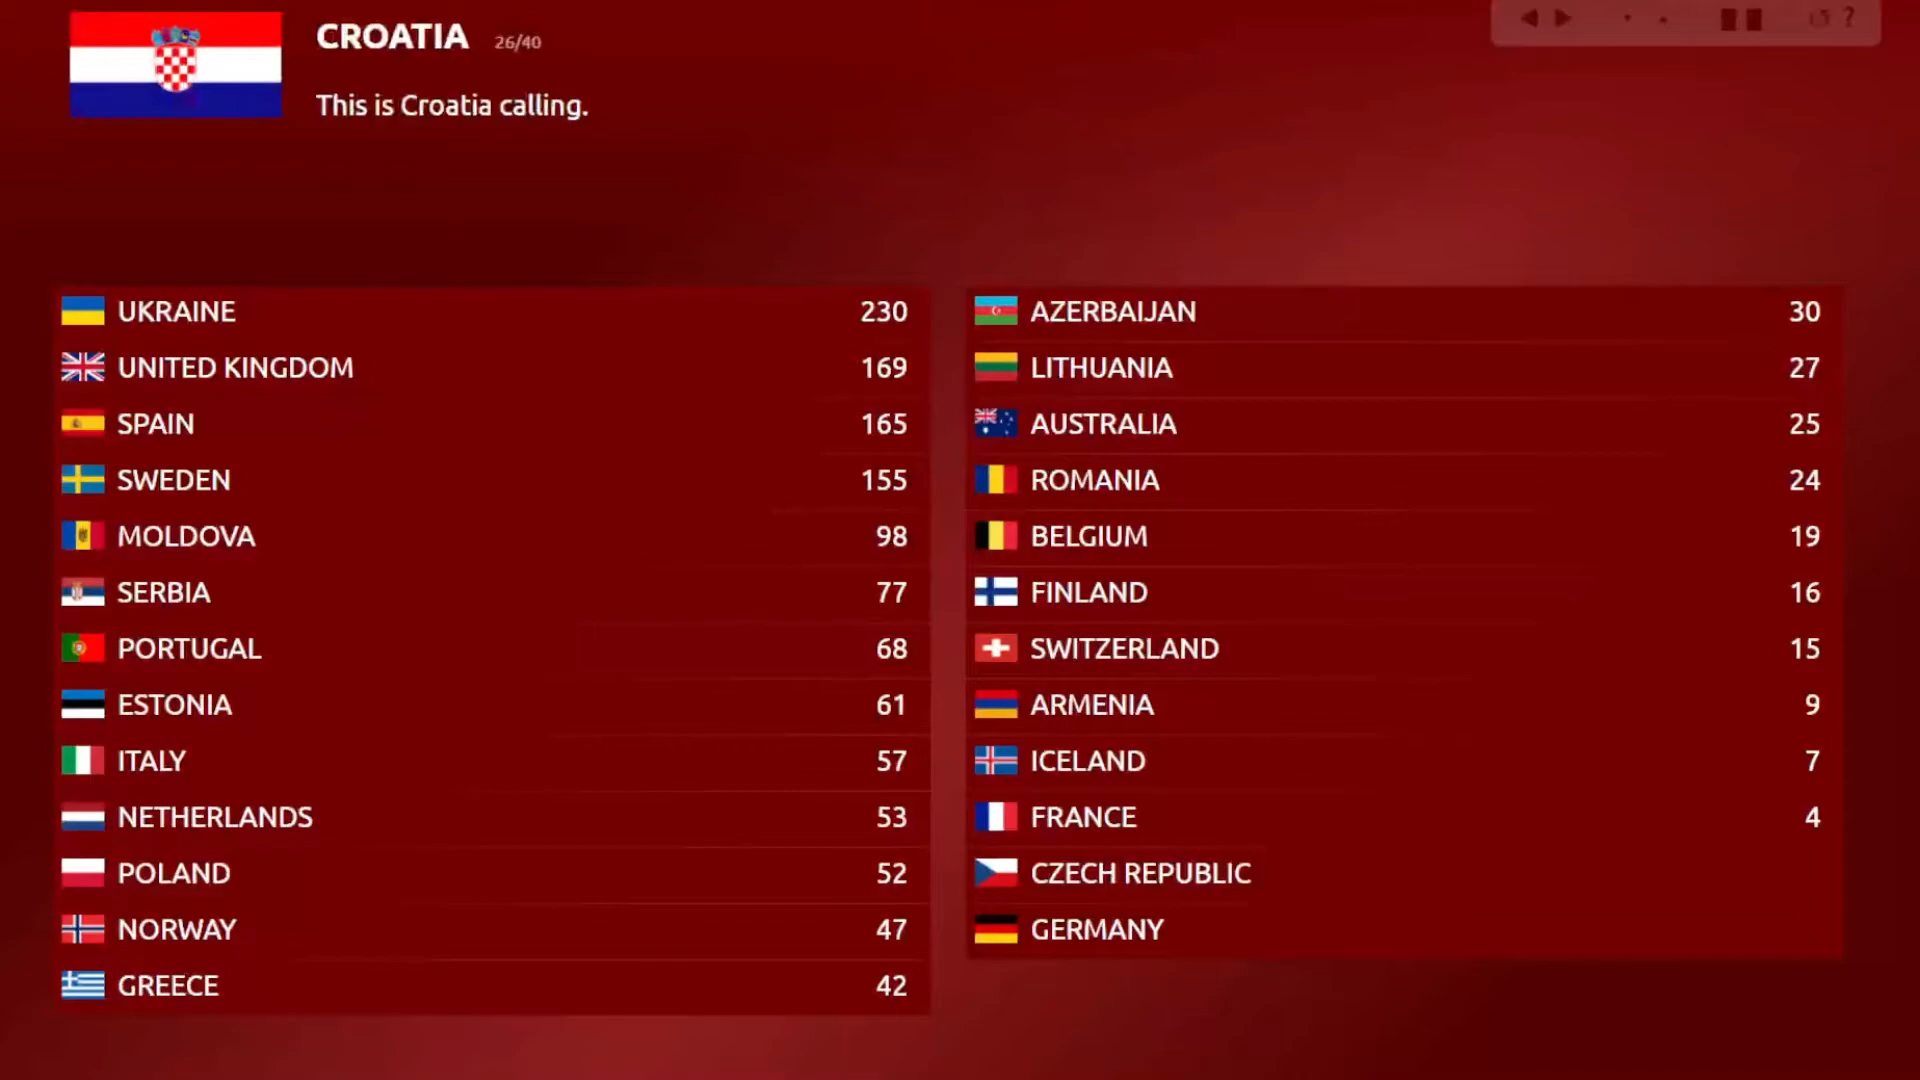 CROATIA 26/40
This is Croatia calling.
?
UKRAINE 230
UNITED KINGDOM 169
SPAIN 165
SWEDEN 155
MOLDOVA 98
SERBIA 77
PORTUGAL 68
ESTONIA 61
ITALY 57
NETHERLANDS 53
POLAND 52
NORWAY 47
GREECE 42
AZERBAIJAN 30
LITHUANIA 27
AUSTRALIA 25
ROMANIA 24
BELGIUM 19
FINLAND 16
SWITZERLAND 15
ARMENIA 9
ICELAND 7
FRANCE 4
CZECH REPUBLIC
GERMANY